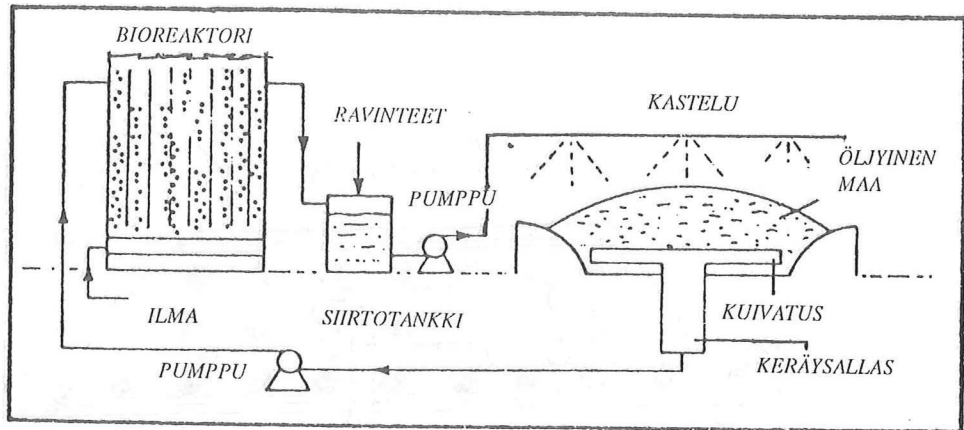 BIOREAKTORI
KASTELU
RAVINTEET
ÖLJYINEN
MAA
PUMPPU
ILMA
SIIRTOTANKKI
KUIVATUS
PUMPPU
KERÄYSALLAS